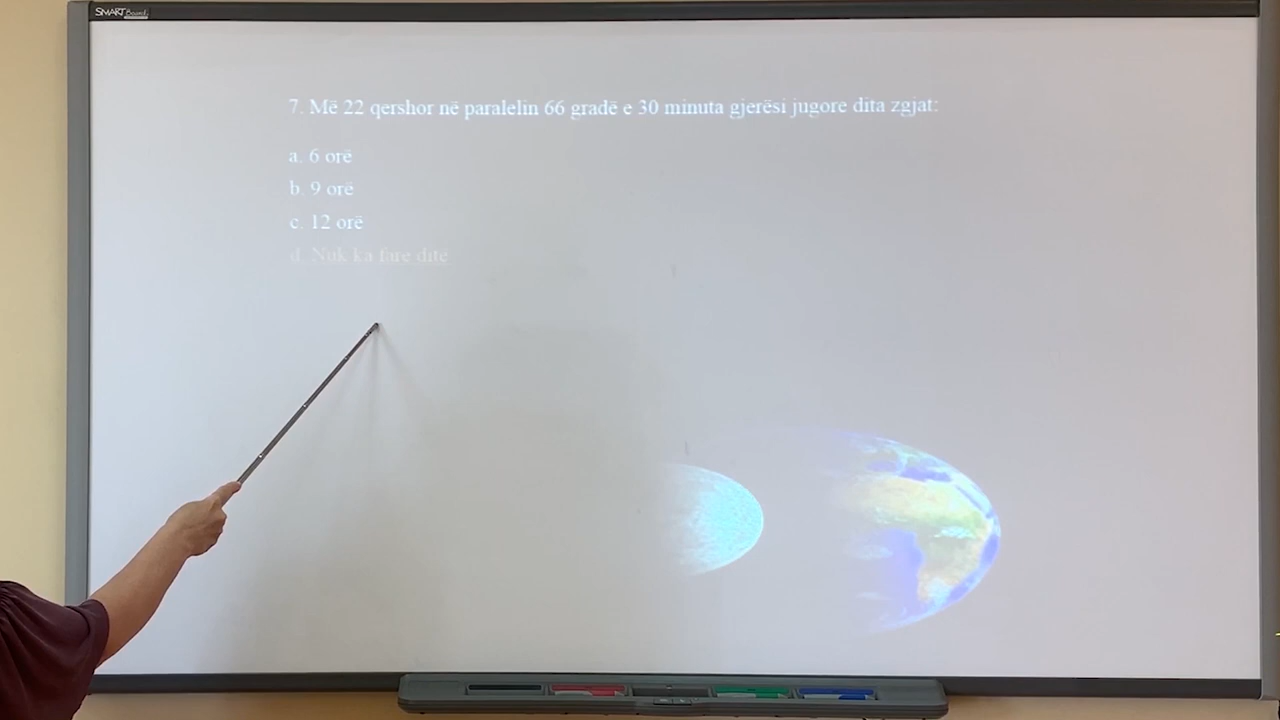 SMART Board
7. Më 22 qershor në paralelin 66 gradë e 30 minuta gjerësi jugore dita zgjat:
a. 6 orë
b. 9 orë
c. 12 orë
d. Nuk ka fare ditë